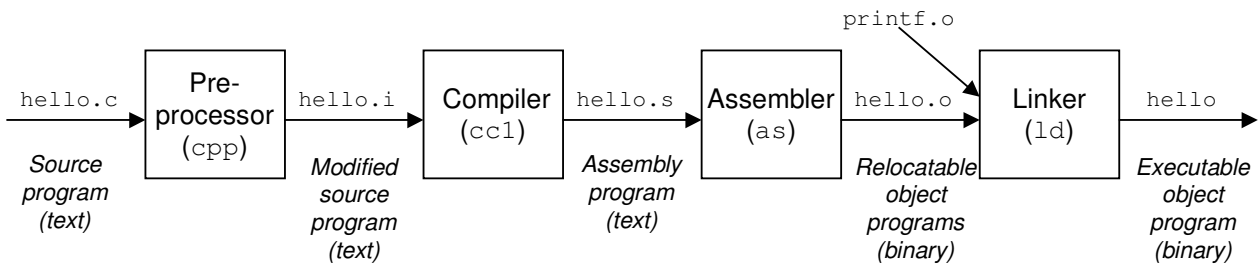 printf.o
hello.c
Pre-
processor
(cpp)
hello.i
Compiler
(cc1)
hello.s
Assembler
(as)
hello.o
Linker
(ld)
hello
Source
program
(text)
Modified
source
program
(text)
Assembly
program
(text)
Relocatable
object
programs
(binary)
Executable
object
program
(binary)